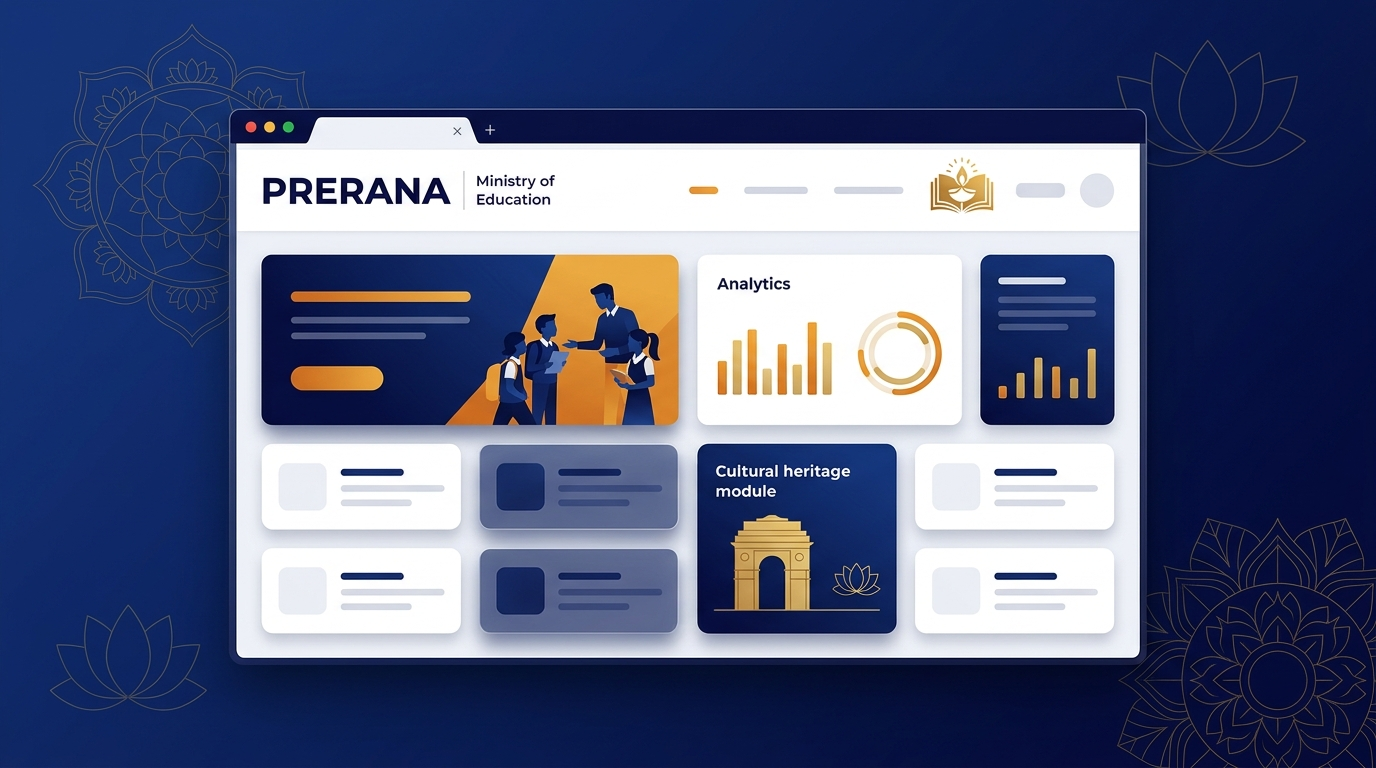 PRERANA
Ministry of
Education
Analytics
Cultural heritage
module